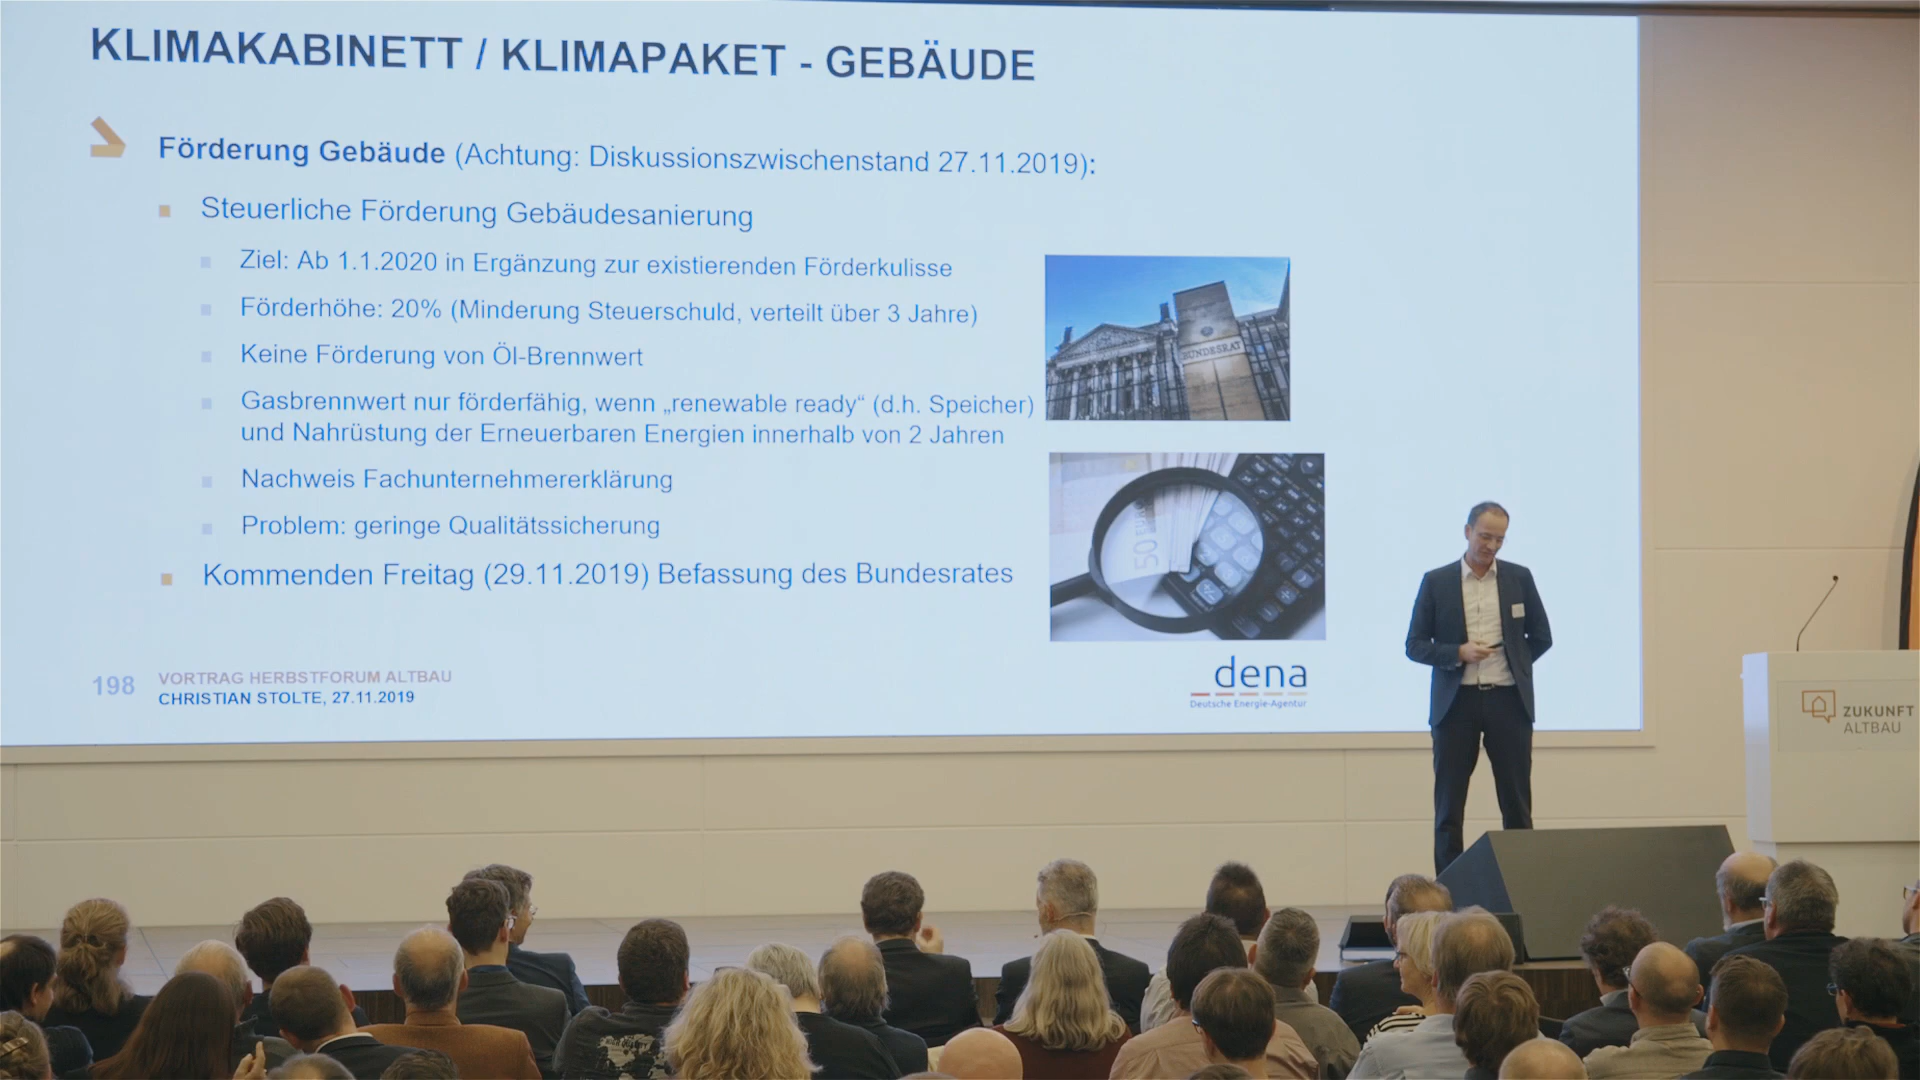 KLIMAKABINETT / KLIMAPAKET - GEBÄUDE
Förderung Gebäude (Achtung: Diskussionszwischenstand 27.11.2019):
Steuerliche Förderung Gebäudesanierung
Ziel: Ab 1.1.2020 in Ergänzung zur existierenden Förderkulisse
Förderhöhe: 20% (Minderung Steuerschuld, verteilt über 3 Jahre)
Keine Förderung von Öl-Brennwert
Gasbrennwert nur förderfähig, wenn „renewable ready“ (d.h. Speicher)
und Nahrüstung der Erneuerbaren Energien innerhalb von 2 Jahren
Nachweis Fachunternehmererklärung
Problem: geringe Qualitätssicherung
Kommenden Freitag (29.11.2019) Befassung des Bundesrates
BUNDESRAT
50 EURO
198
VORTRAG HERBSTFORUM ALTBAU
CHRISTIAN STOLTE, 27.11.2019
dena
Deutsche Energie-Agentur
ZUKUNFT
ALTBAU